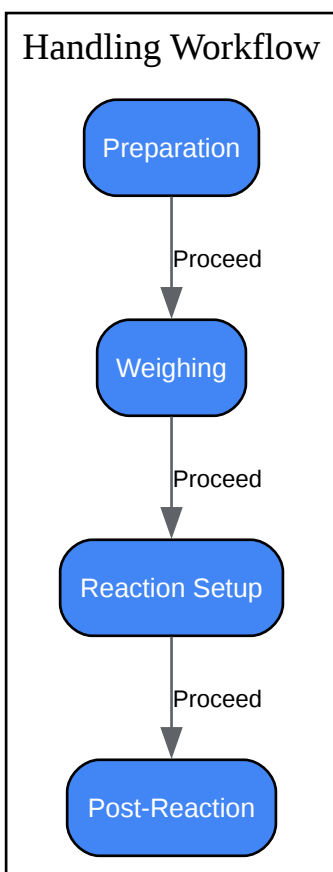 Handling Workflow
Preparation
Proceed
Weighing
Proceed
Reaction Setup
Proceed
Post-Reaction